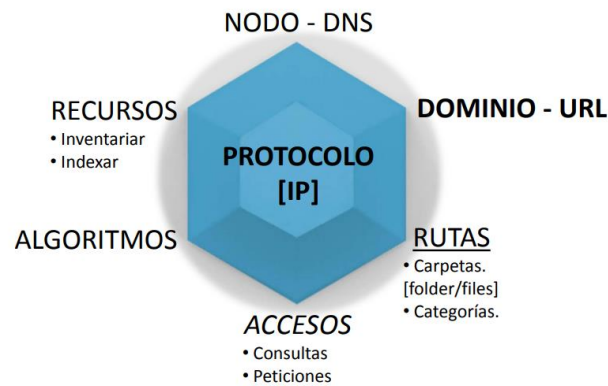 NODO - DNS
RECURSOS
• Inventariar
• Indexar
DOMINIO - URL
PROTOCOLO
[IP]
ALGORITMOS
RUTAS
• Carpetas.
[folder/files]
• Categorías.
ACCESOS
• Consultas
• Peticiones